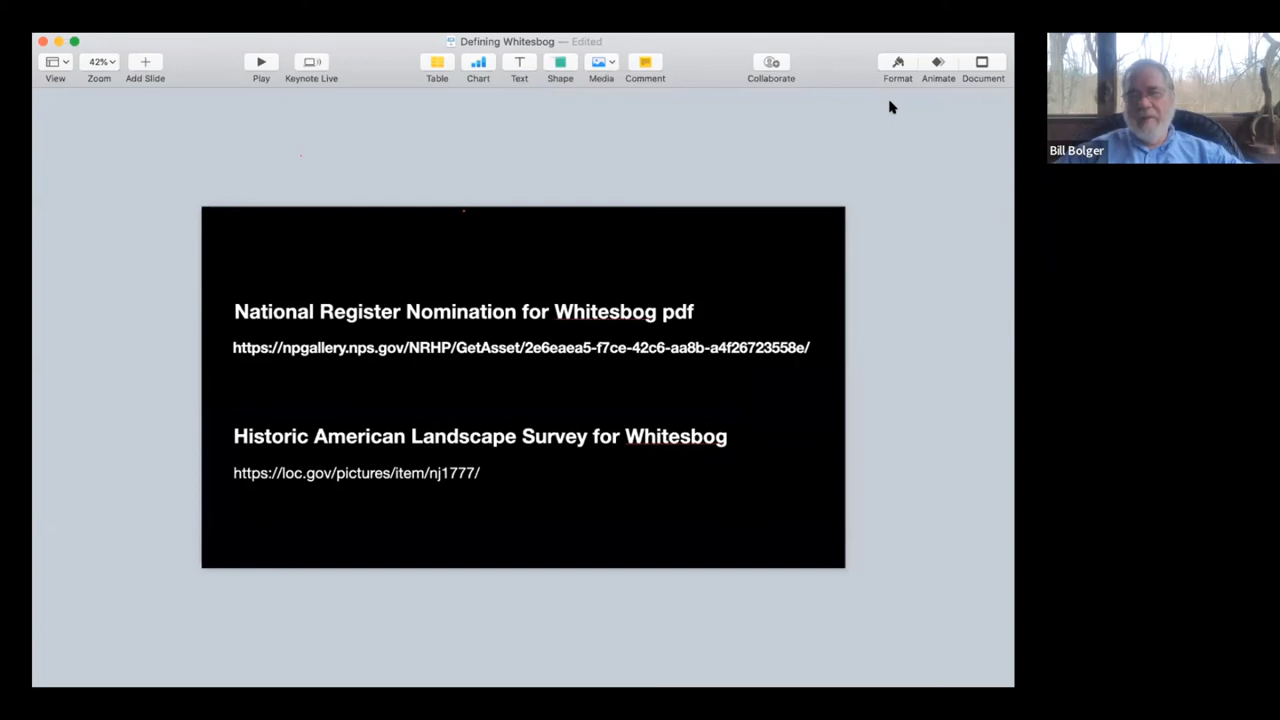 Defining Whitesbog — Edited
42%
View Zoom Add Slide Play Keynote Live Table Chart Text Shape Media Comment Collaborate Format Animate Document
Bill Bolger
National Register Nomination for Whitesbog pdf
https://npgallery.nps.gov/NRHP/GetAsset/2e6eaea5-f7ce-42c6-aa8b-a4f26723558e/
Historic American Landscape Survey for Whitesbog
https://loc.gov/pictures/item/nj1777/